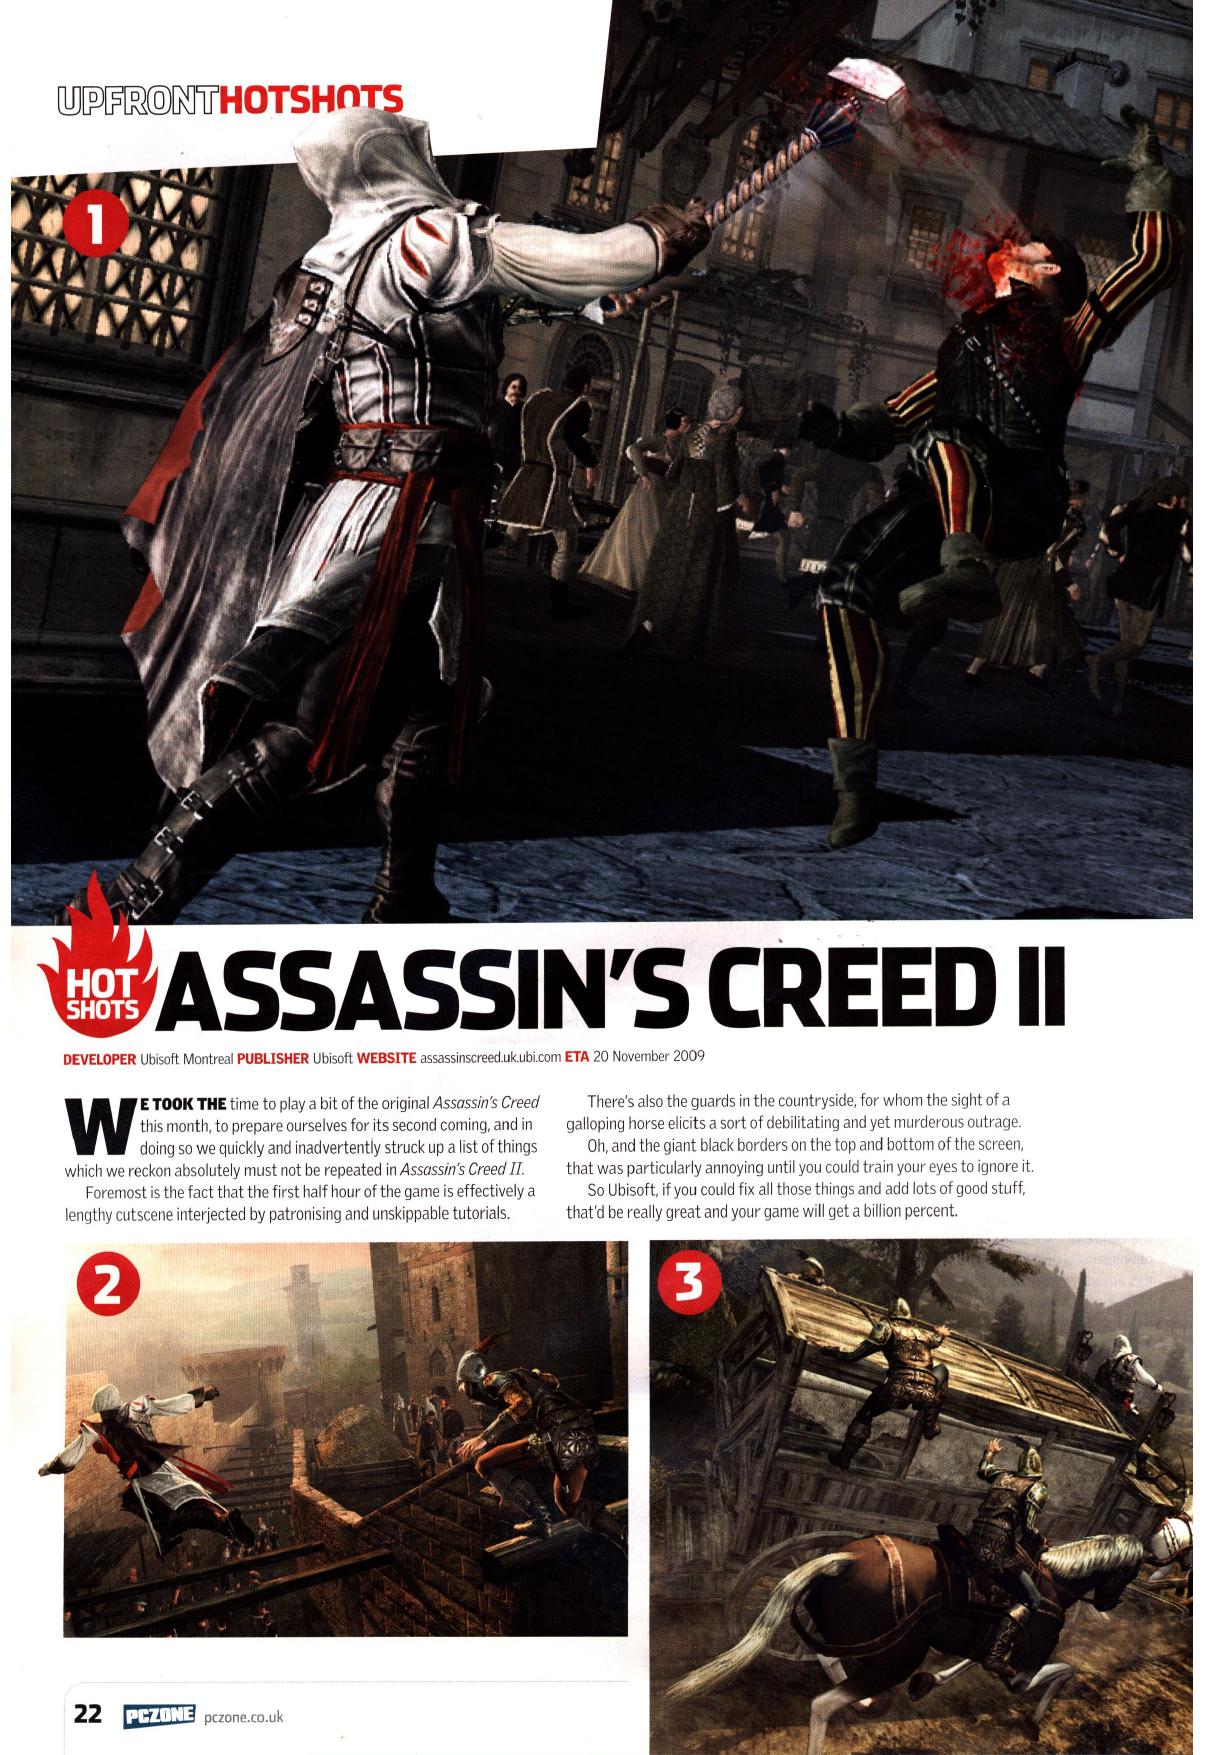 UPFRONTHOTSHOTS
1
HOT
SHOTS
ASSASSIN'S CREED II
DEVELOPER Ubisoft Montreal PUBLISHER Ubisoft WEBSITE assassinscreed.uk.ubi.com ETA 20 November 2009
WE TOOK THE time to play a bit of the original Assassin's Creed
this month, to prepare ourselves for its second coming, and in
doing so we quickly and inadvertently struck up a list of things
which we reckon absolutely must not be repeated in Assassin's Creed II.
Foremost is the fact that the first half hour of the game is effectively a
lengthy cutscene interjected by patronising and unskippable tutorials.
There's also the guards in the countryside, for whom the sight of a
galloping horse elicits a sort of debilitating and yet murderous outrage.
Oh, and the giant black borders on the top and bottom of the screen,
that was particularly annoying until you could train your eyes to ignore it.
So Ubisoft, if you could fix all those things and add lots of good stuff,
that'd be really great and your game will get a billion percent.
2
3
22 PCZONE pczone.co.uk